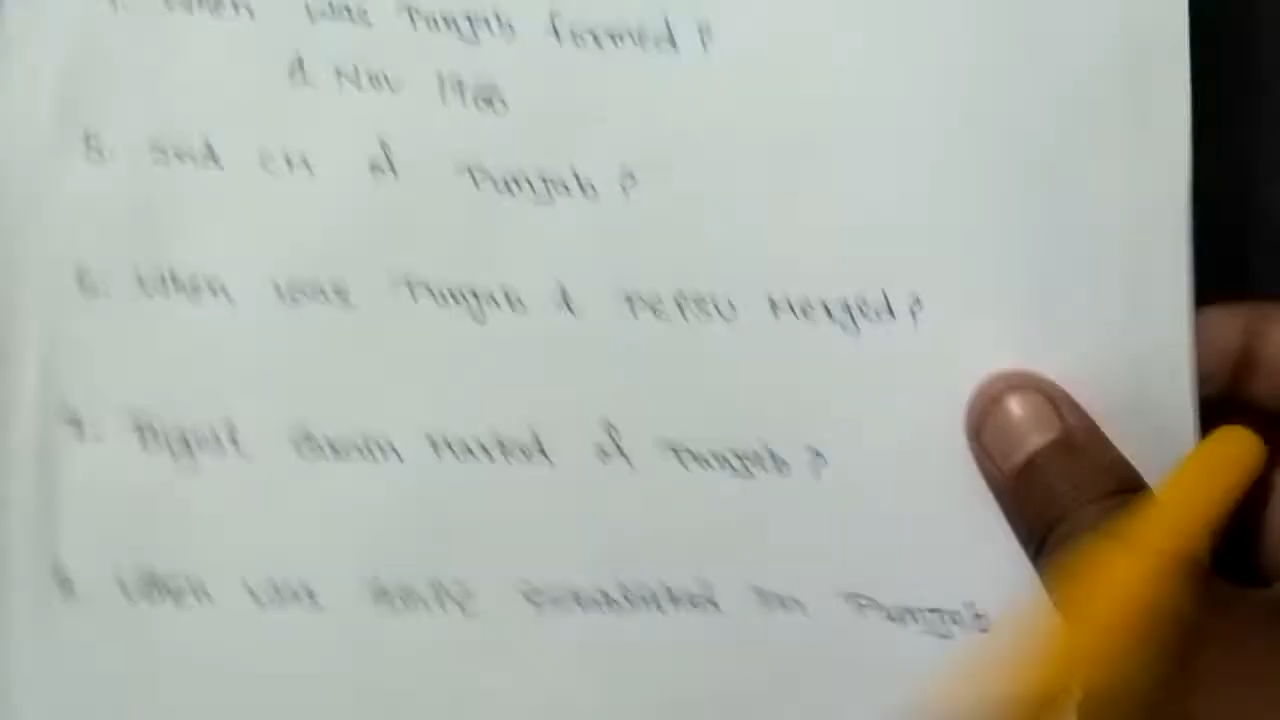 When was Punjab formed?
1 Nov 1966
5. 2nd CM of Punjab?
6. When was Punjab & PEPSU Merged?
7. Bigest Grain Market of Punjab?
8. When was established in Punjab